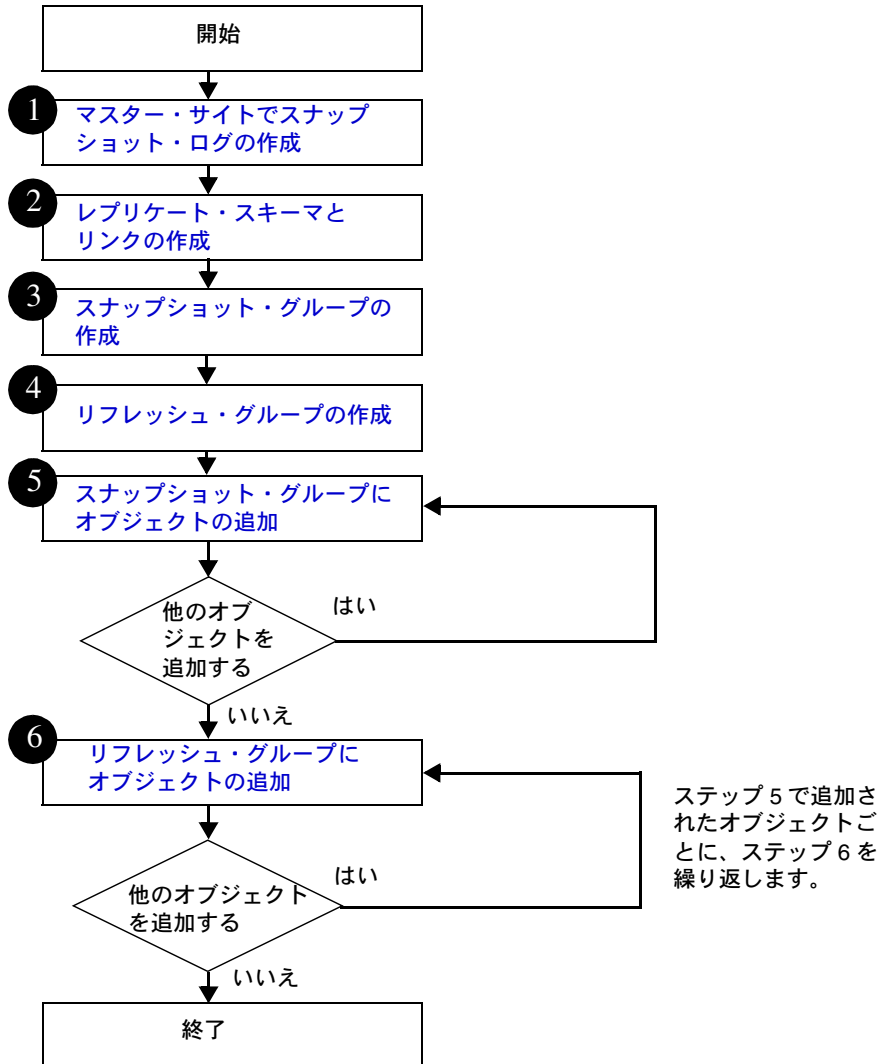 開始
1
マスター・サイトでスナップ
ショット・ログの作成
2
レプリケート・スキーマと
リンクの作成
3
スナップショット・グループの
作成
4
リフレッシュ・グループの作成
5
スナップショット・グループに
オブジェクトの追加
他のオブ
ジェクトを
追加する
はい
いいえ
6
リフレッシュ・グループに
オブジェクトの追加
ステップ 5 で追加さ
れたオブジェクトご
とに、ステップ 6 を
繰り返します。
他のオブジェクト
を追加する
はい
いいえ
終了